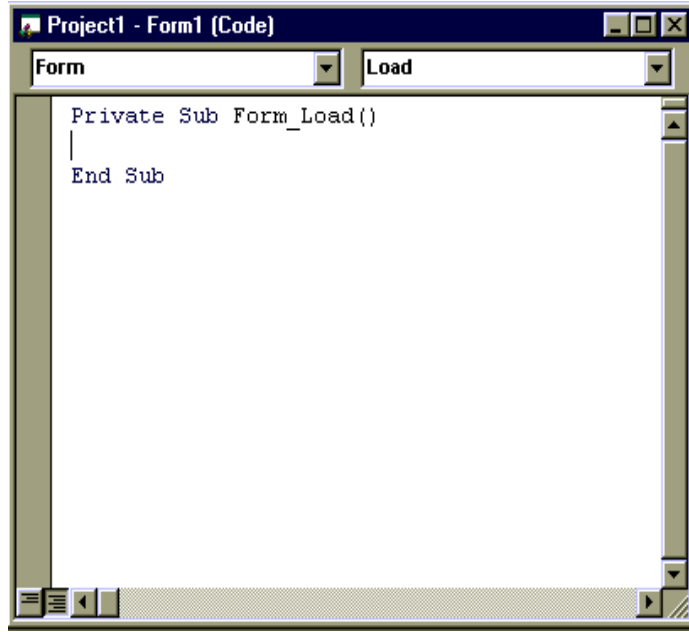 Project1 - Form1 (Code)
Form Load
Private Sub Form_Load()
End Sub